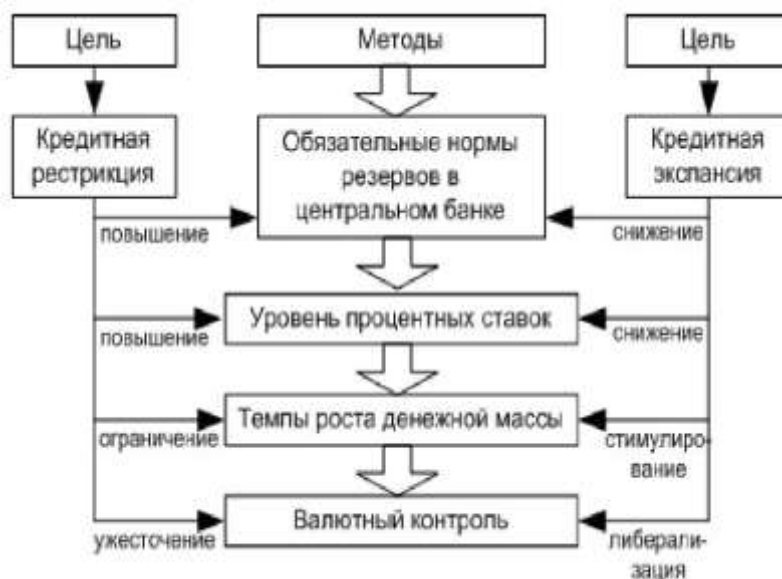 Цель
Методы
Цель
Кредитная
рестрикция
Обязательные нормы
резервов в
центральном банке
Кредитная
экспансия
повышение
снижение
Уровень процентных ставок
повышение
снижение
Темпы роста денежной массы
ограничение
стимулиро-
вание
Валютный контроль
ужесточение
либерали-
зация